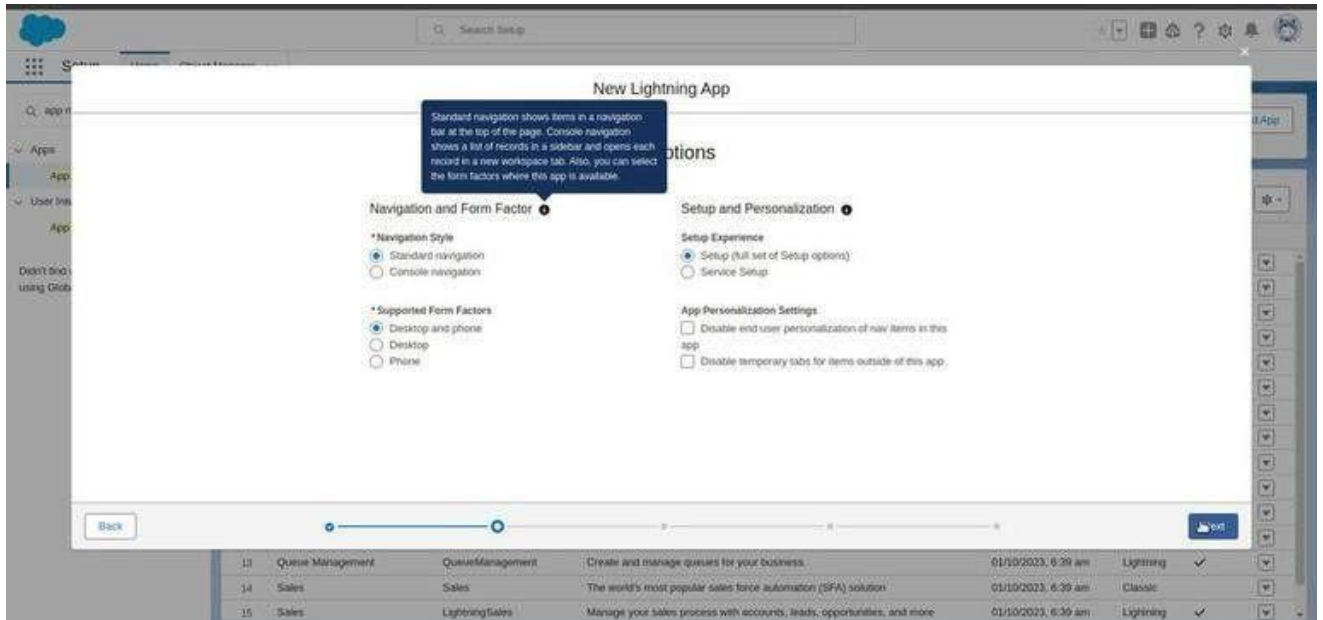 Search Setup
Setup
Home
New Lightning App
Apps
App
User Inte
App
Didn't find
using Glob
Standard navigation shows items in a navigation
bar at the top of the page. Console navigation
shows a list of records in a sidebar and opens each
record in a new workspace tab. Also, you can select
the form factors where this app is available.
ptions
Navigation and Form Factor
*Navigation Style
Standard navigation
Console navigation
*Supported Form Factors
Desktop and phone
Desktop
Phone
Setup and Personalization
Setup Experience
Setup (full set of Setup options)
Service Setup
App Personalization Settings
Disable end user personalization of nav items in this
app
Disable temporary tabs for items outside of this app
Back
13 Queue Management QueueManagement Create and manage queues for your business. 01/10/2023, 6:39 am Lightning
14 Sales Sales The world's most popular sales force automation (SFA) solution 01/10/2023, 6:39 am Classic
15 Sales LightningSales Manage your sales process with accounts, leads, opportunities, and more 01/10/2023, 6:39 am Lightning